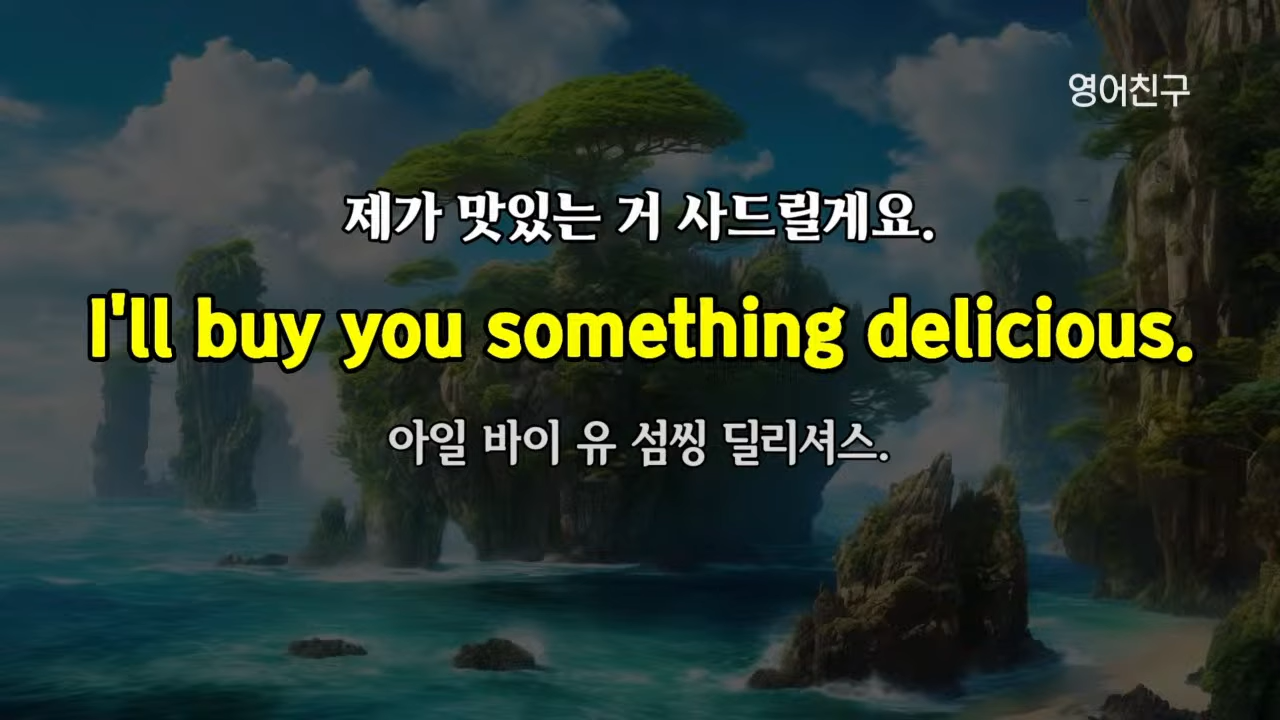 영어친구
제가 맛있는 거 사드릴게요.
I'll buy you something delicious.
아일 바이 유 섬씽 딜리셔스.